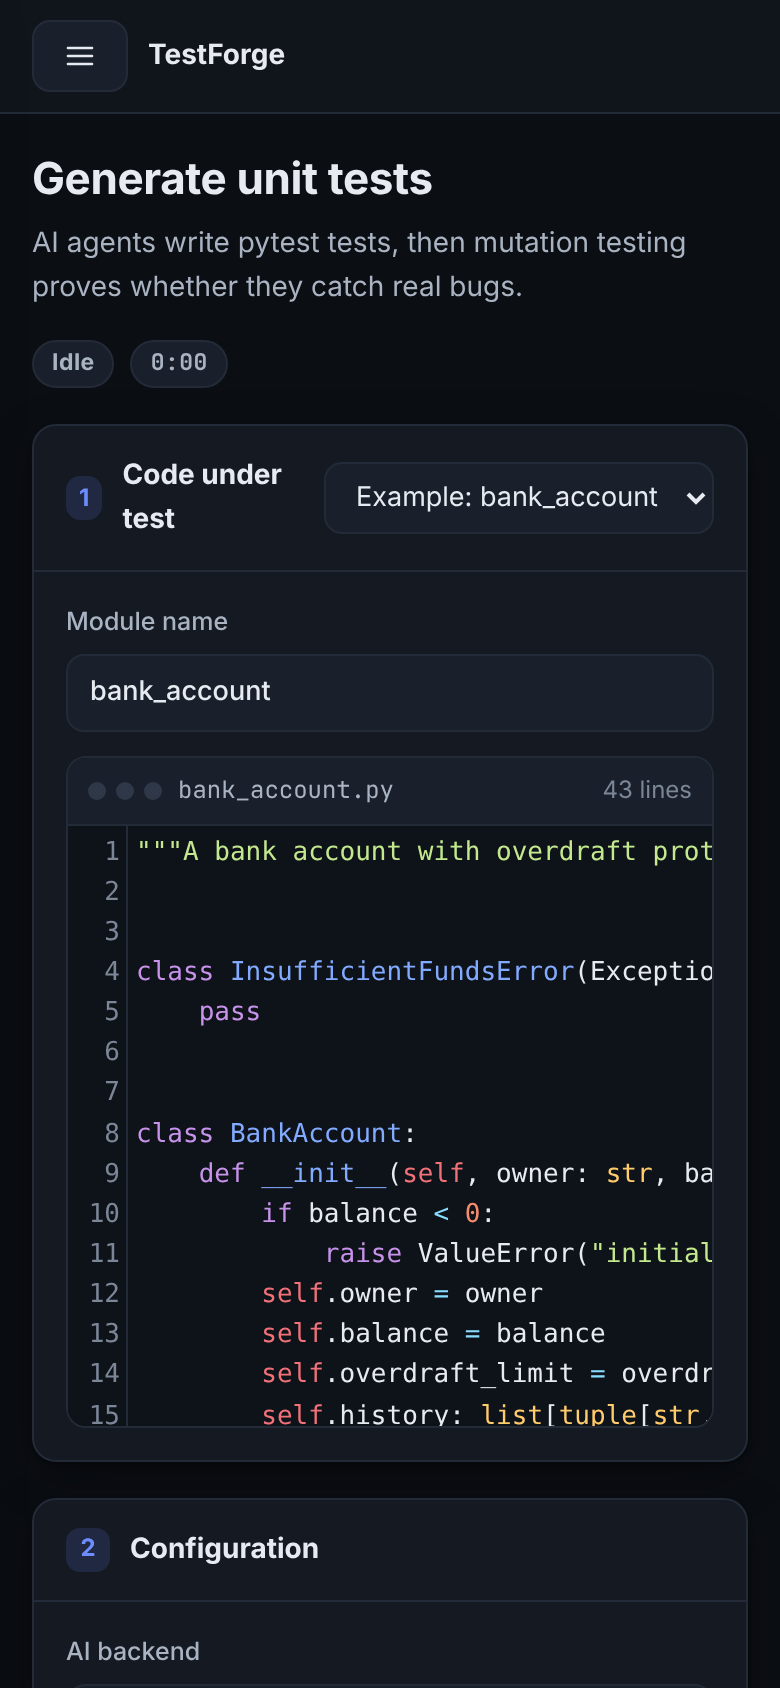 TestForge
Generate unit tests
AI agents write pytest tests, then mutation testing
proves whether they catch real bugs.
Idle 0:00
1 Code under
test
Example: bank_account
Module name
bank_account
bank_account.py 43 lines
1 """A bank account with overdraft prot
2
3
4 class InsufficientFundsError(Exceptio
5     pass
6
7
8 class BankAccount:
9     def __init__(self, owner: str, ba
10         if balance < 0:
11             raise ValueError("initial
12         self.owner = owner
13         self.balance = balance
14         self.overdraft_limit = overdr
15         self.history: list[tuple[str,
2 Configuration
AI backend